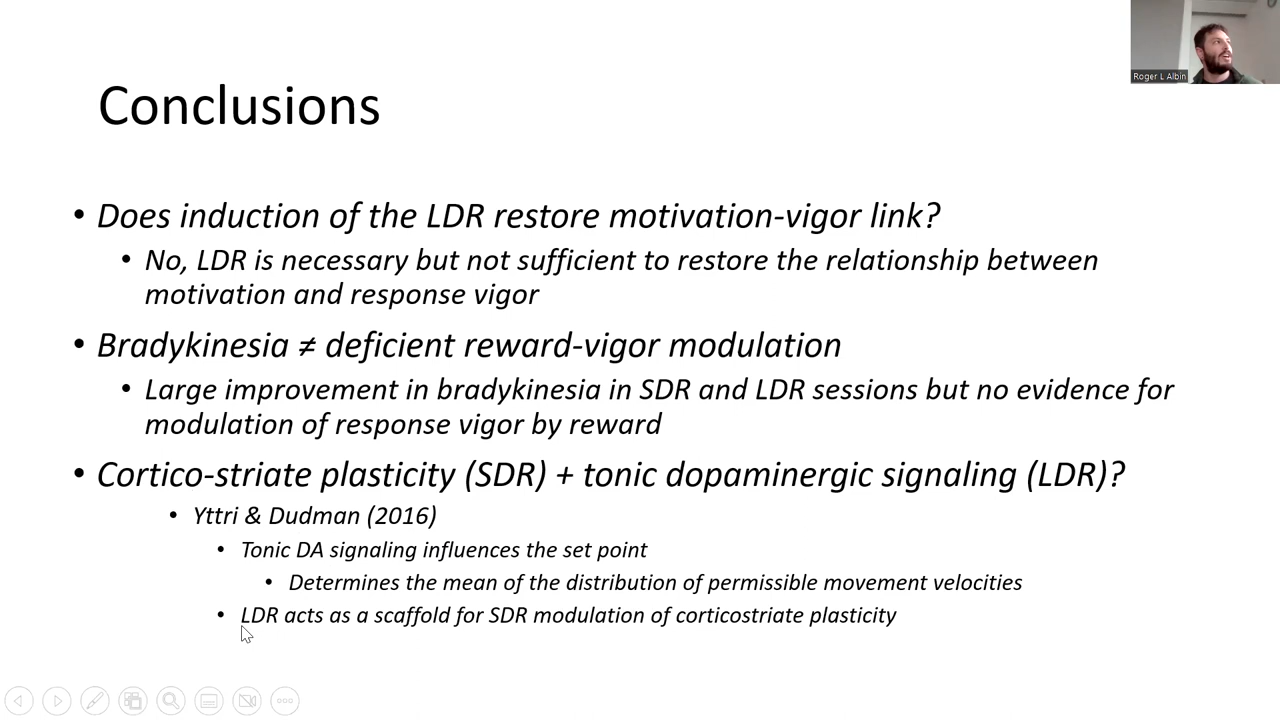 Roger L Albin
Conclusions
• Does induction of the LDR restore motivation-vigor link?
• No, LDR is necessary but not sufficient to restore the relationship between
motivation and response vigor
• Bradykinesia ≠ deficient reward-vigor modulation
• Large improvement in bradykinesia in SDR and LDR sessions but no evidence for
modulation of response vigor by reward
• Cortico-striate plasticity (SDR) + tonic dopaminergic signaling (LDR)?
• Yttri & Dudman (2016)
• Tonic DA signaling influences the set point
• Determines the mean of the distribution of permissible movement velocities
• LDR acts as a scaffold for SDR modulation of corticostriate plasticity